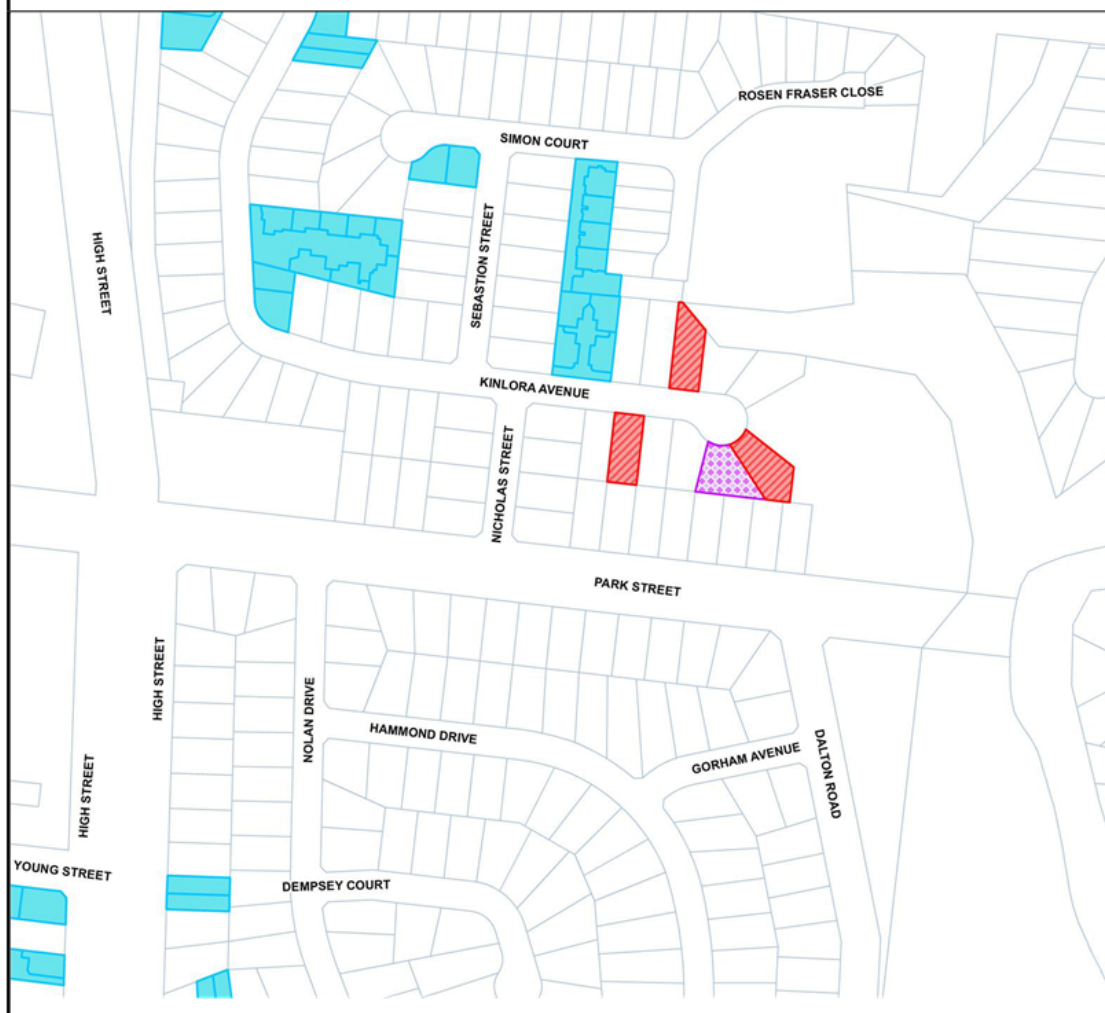 ROSEN FRASER CLOSE
SIMON COURT
HIGH STREET
SEBASTION STREET
KINLORA AVENUE
NICHOLAS STREET
PARK STREET
HIGH STREET
NOLAN DRIVE
HAMMOND DRIVE
GORHAM AVENUE
DALTON ROAD
HIGH STREET
YOUNG STREET
DEMPSEY COURT